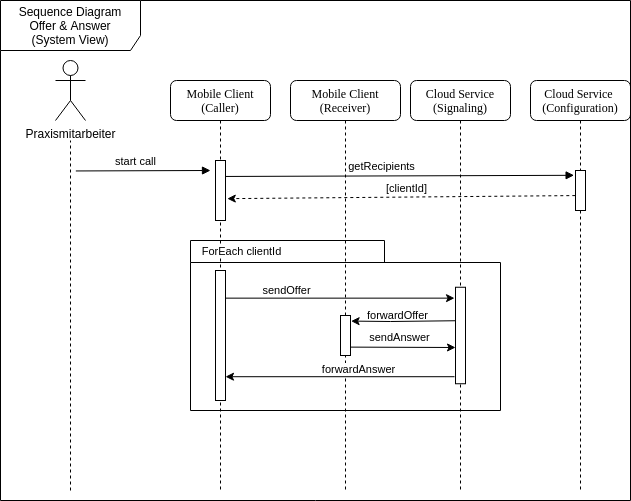 Sequence Diagram
Offer & Answer
(System View)
Praxismitarbeiter
Mobile Client
(Caller)
Mobile Client
(Receiver)
Cloud Service
(Signaling)
Cloud Service
(Configuration)
start call
getRecipients
[clientId]
ForEach clientId
sendOffer
forwardOffer
sendAnswer
forwardAnswer